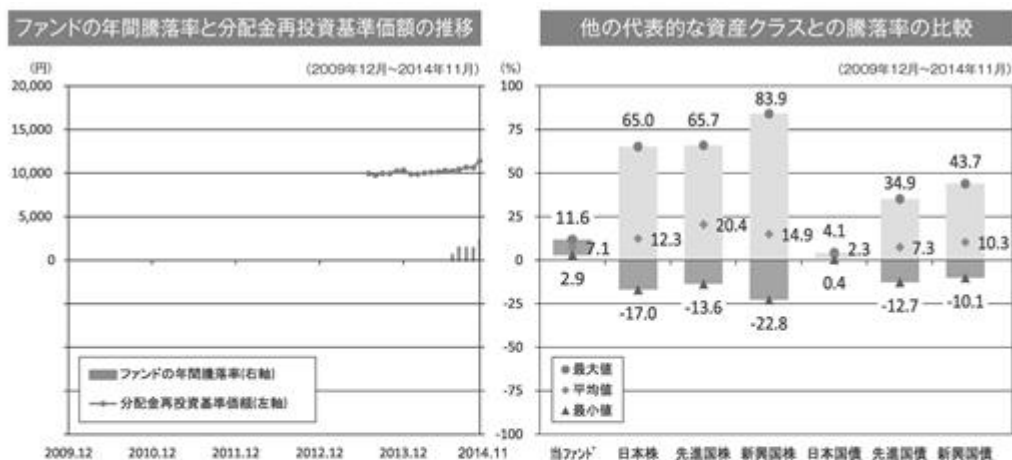 ファンドの年間騰落率と分配金再投資基準価額の推移
(円)
(2009年12月~2014年11月)
20,000
15,000
10,000
5,000
0
ファンドの年間騰落率(右軸)
分配金再投資基準価額(左軸)
2009.12 2010.12 2011.12 2012.12 2013.12 2014.11
他の代表的な資産クラスとの騰落率の比較
(%)
(2009年12月~2014年11月)
100
75
50
25
0
-25
-50
-75
-100
11.6 65.0 65.7 83.9 4.1 34.9 43.7
7.1 12.3 20.4 14.9 2.3 7.3 10.3
2.9 -17.0 -13.6 -22.8 0.4 -12.7 -10.1
最大値
平均値
最小値
当ファンド 日本株 先進国株 新興国株 日本国債 先進国債 新興国債